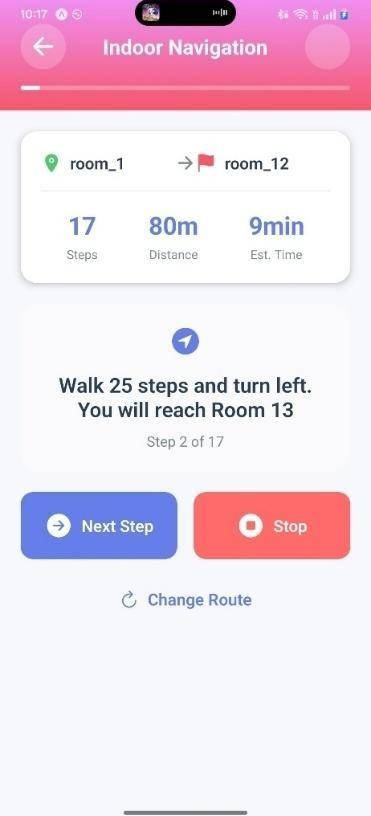 10:17
Indoor Navigation
room_1
room_12
17
80m
9min
Steps
Distance
Est. Time
Walk 25 steps and turn left.
You will reach Room 13
Step 2 of 17
Next Step
Stop
Change Route